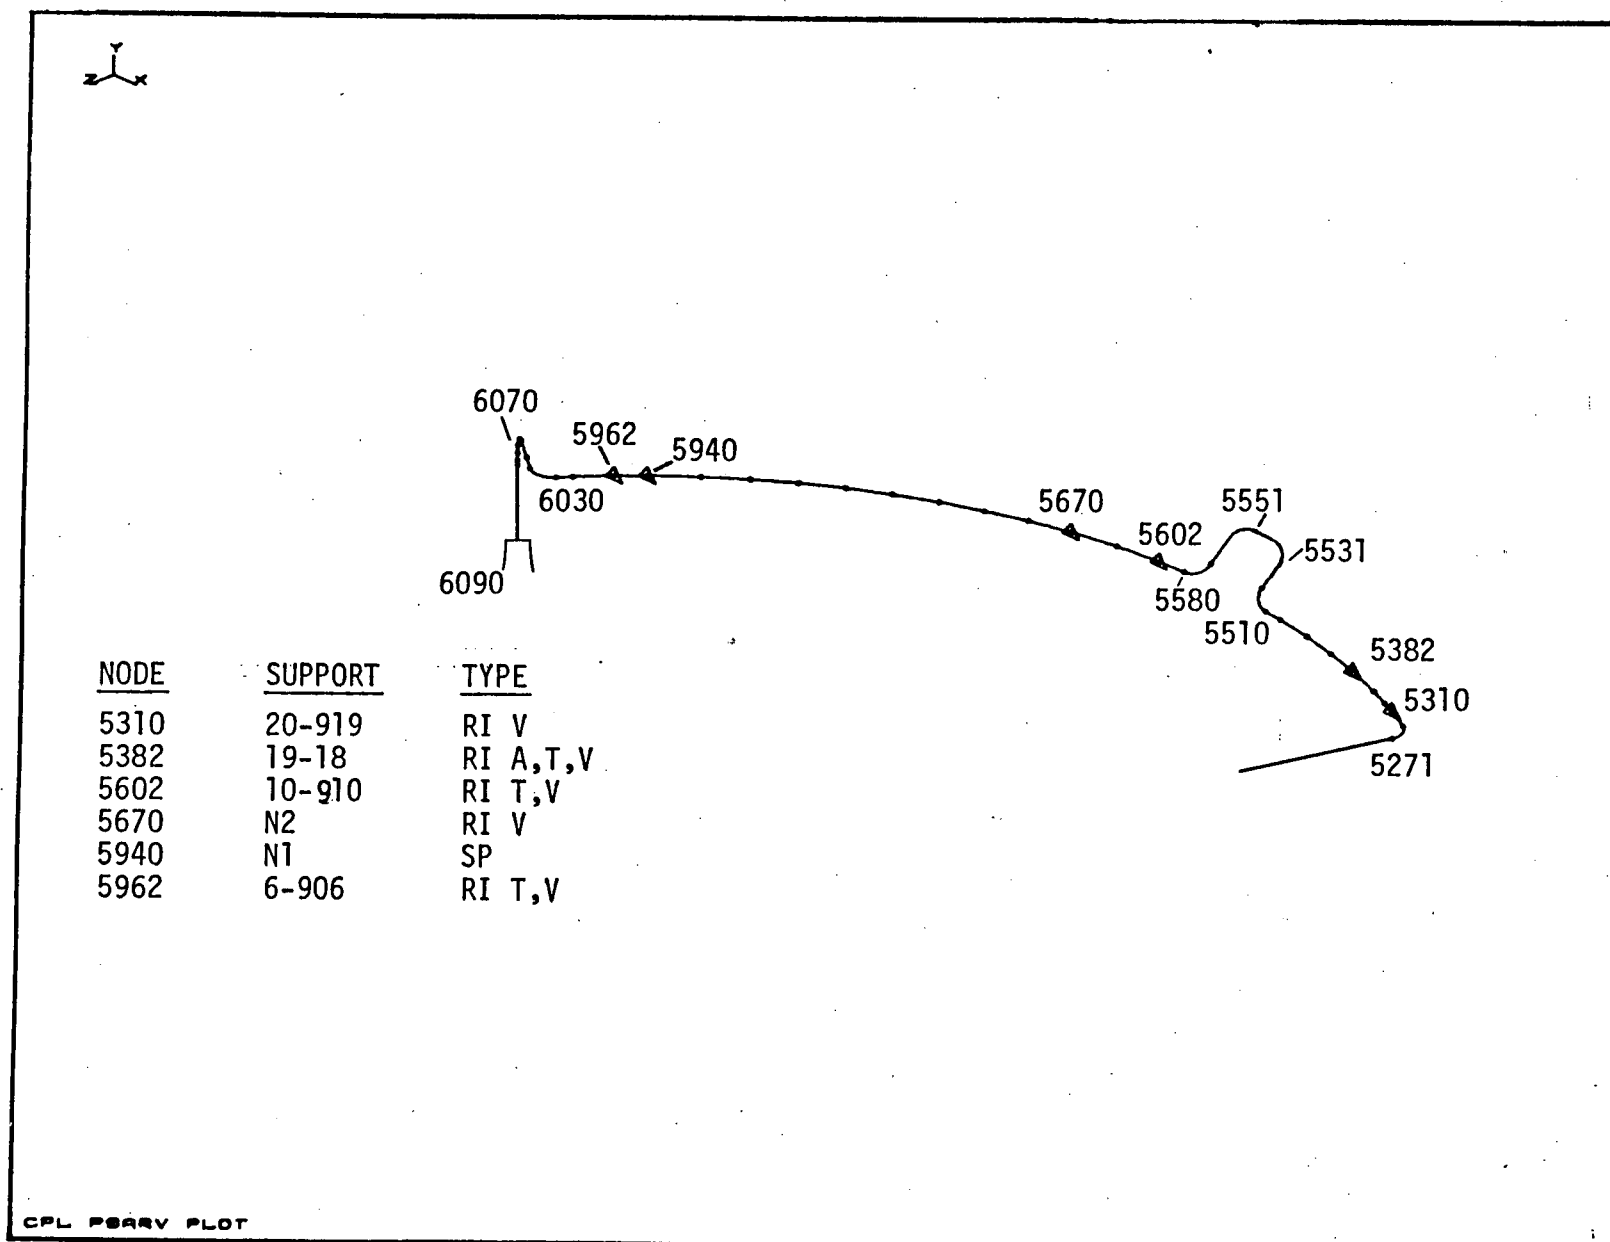 Y
Z X
6070
5962 5940
6030
5670
5602
5551
5531
6090
5580
5510
5382
5310
5271
NODE SUPPORT TYPE
5310 20-919 RI V
5382 19-18 RI A,T,V
5602 10-910 RI T,V
5670 N2 RI V
5940 N1 SP
5962 6-906 RI T,V
CPL PSARV PLOT